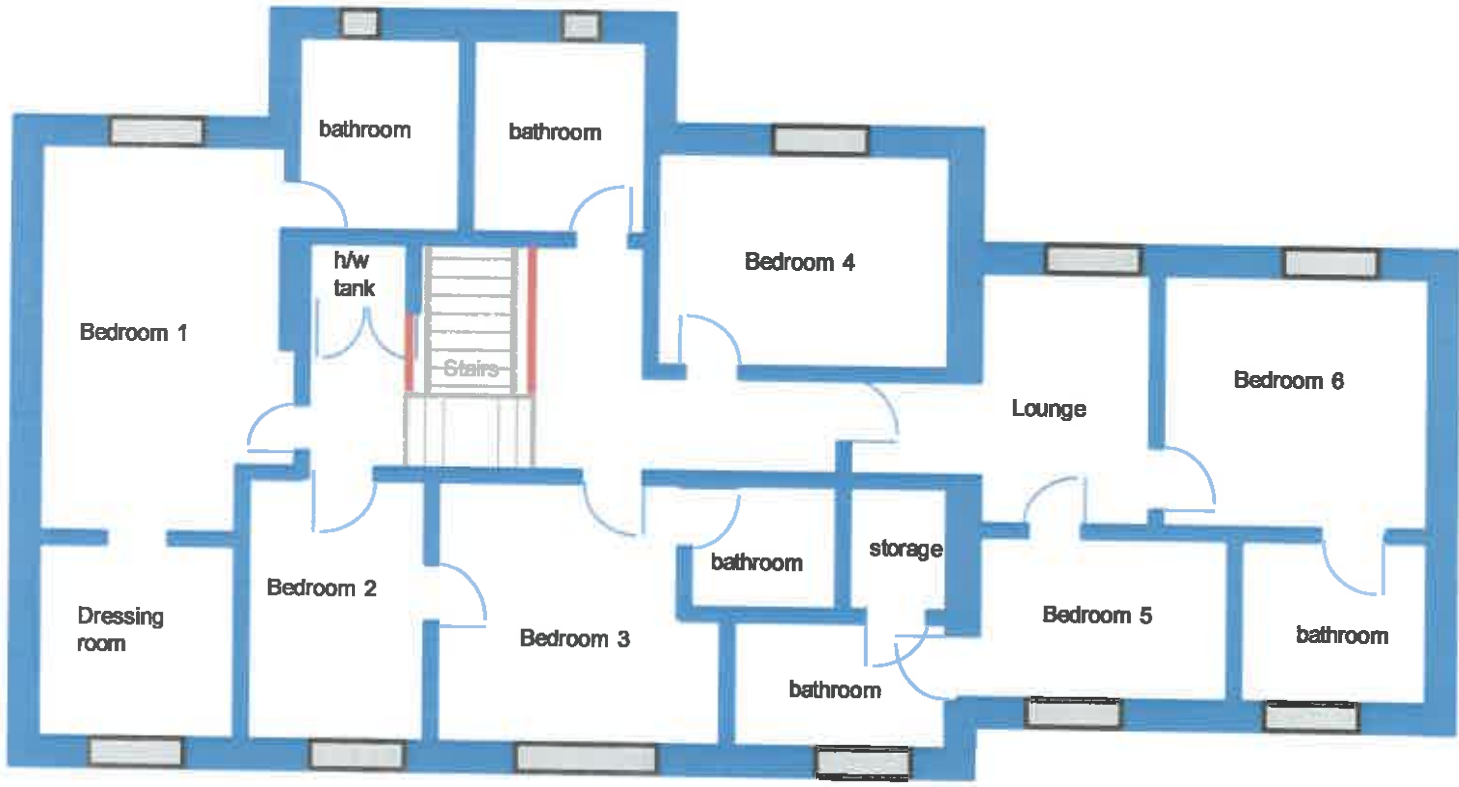 bathroom
bathroom
h/w
tank
Bedroom 4
Bedroom 1
Stairs
Bedroom 6
Lounge
Bedroom 2
bathroom
storage
Dressing
room
Bedroom 3
Bedroom 5
bathroom
bathroom